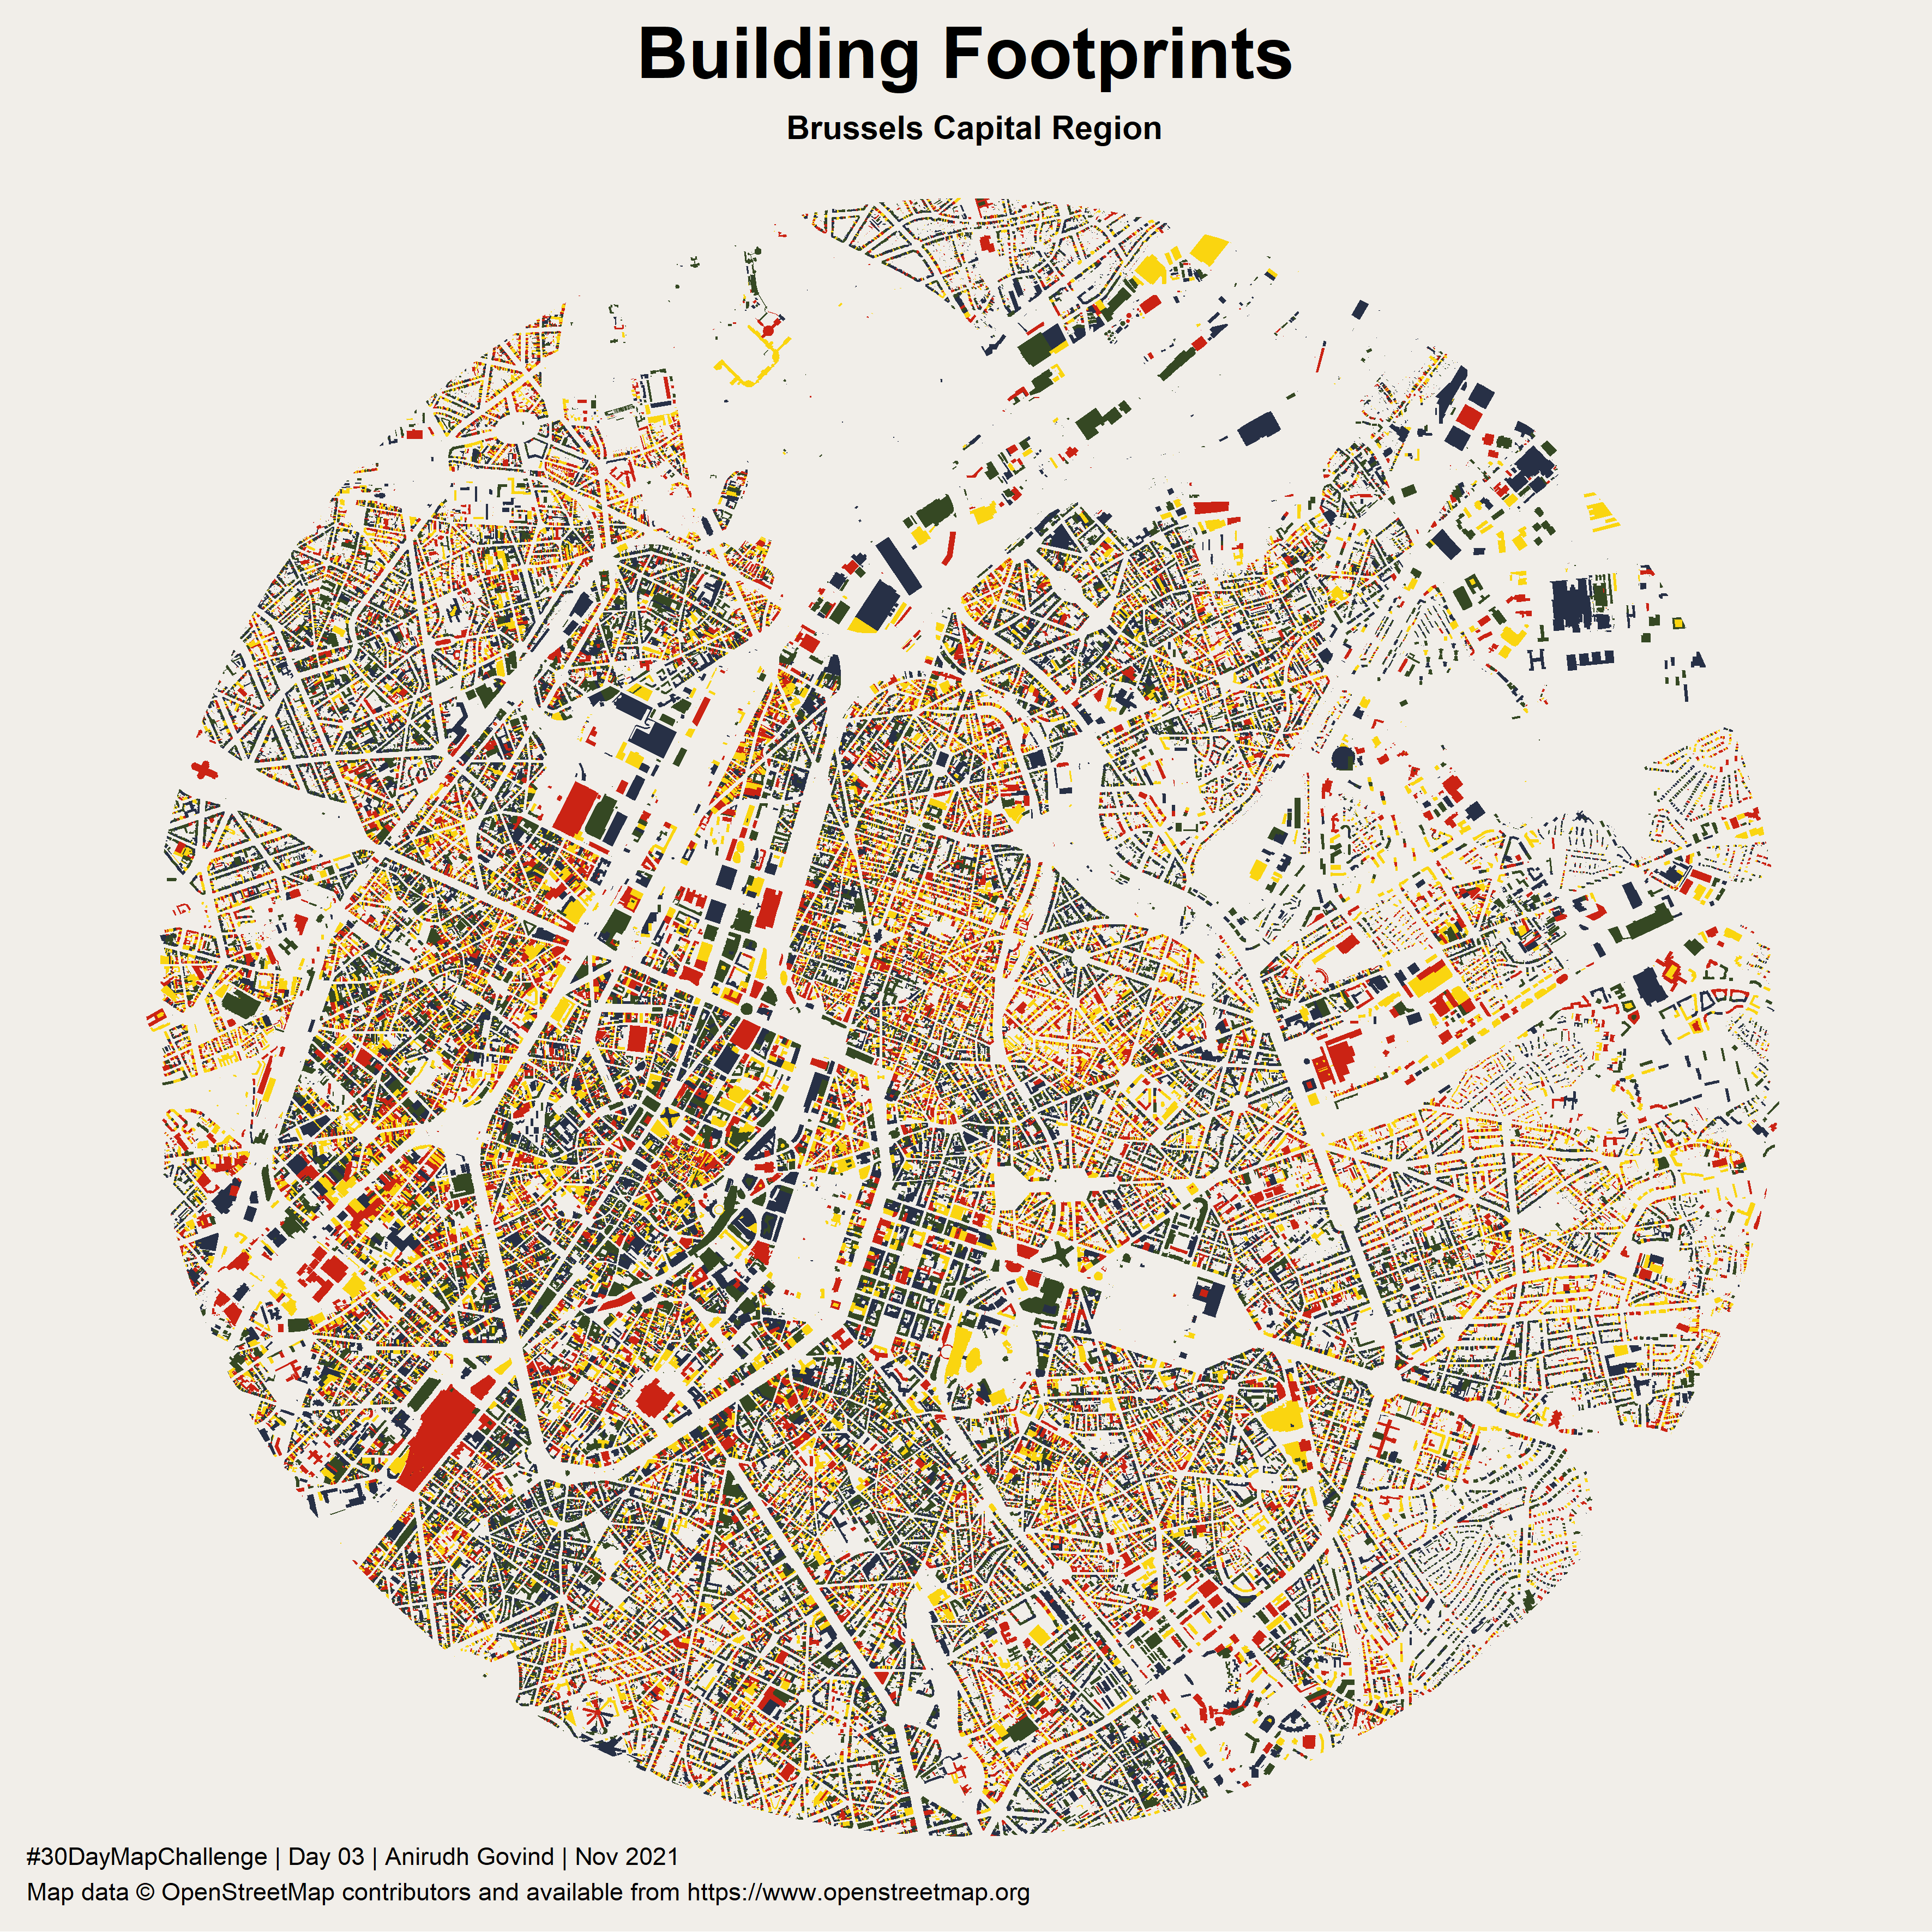 Building Footprints
Brussels Capital Region
#30DayMapChallenge | Day 03 | Anirudh Govind | Nov 2021
Map data © OpenStreetMap contributors and available from https://www.openstreetmap.org